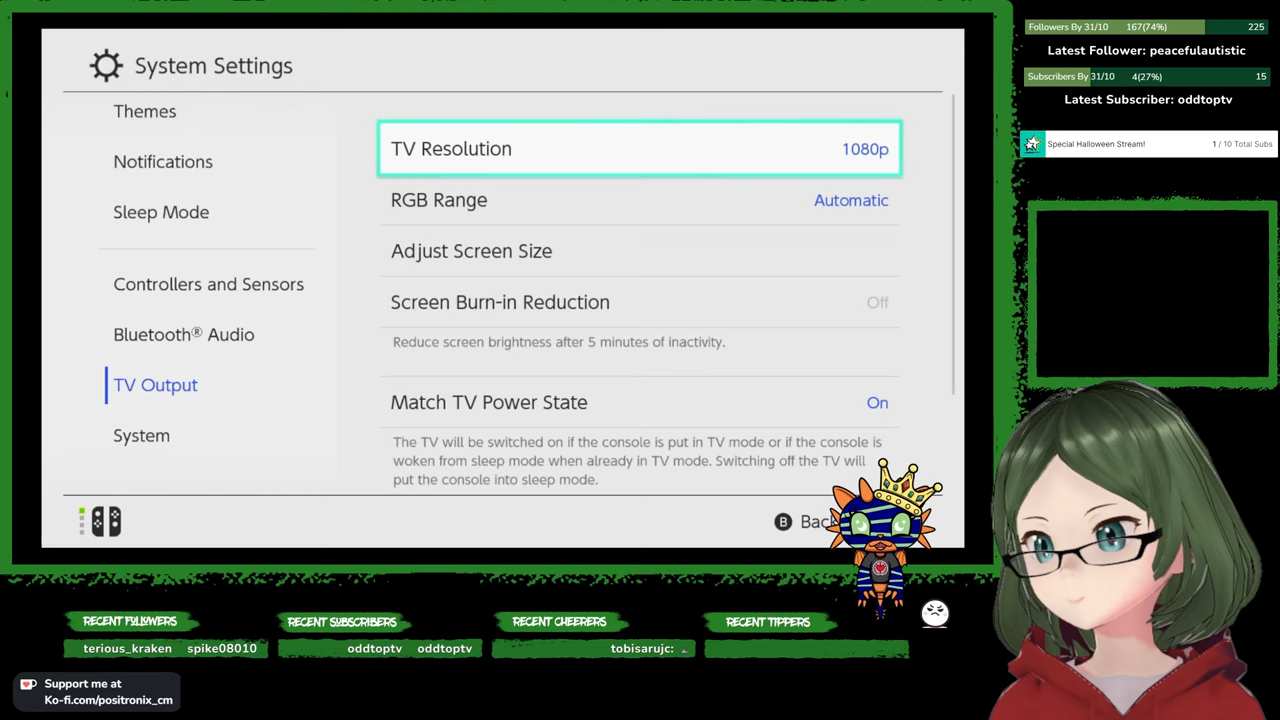 System Settings
Themes
Notifications
Sleep Mode
Controllers and Sensors
Bluetooth® Audio
TV Output
System
TV Resolution 1080p
RGB Range Automatic
Adjust Screen Size
Screen Burn-in Reduction Off
Reduce screen brightness after 5 minutes of inactivity.
Match TV Power State On
The TV will be switched on if the console is put in TV mode or if the console is
woken from sleep mode when already in TV mode. Switching off the TV will
put the console into sleep mode.
B Back
Followers By 31/10 167(74%) 225
Latest Follower: peacefulautistic
Subscribers By 31/10 4(27%) 15
Latest Subscriber: oddtoptv
Special Halloween Stream! 1 / 10 Total Subs
RECENT FOLLOWERS
terious_kraken spike08010
RECENT SUBSCRIBERS
oddtoptv oddtoptv
RECENT CHEERERS
tobisarujc:
RECENT TIPPERS
Support me at
Ko-fi.com/positronix_cm